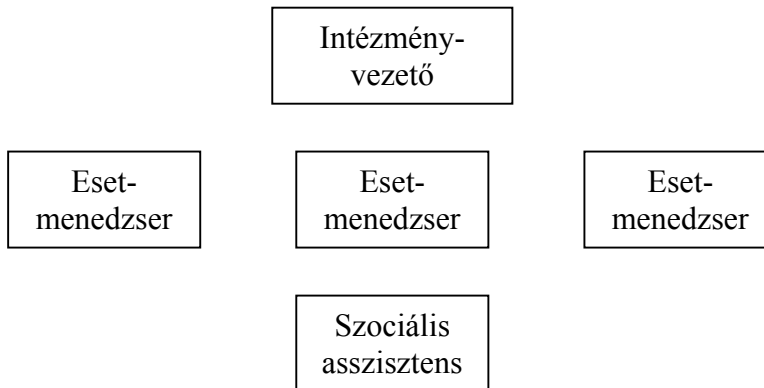 Intézmény-
vezető
Eset-
menedzser
Eset-
menedzser
Eset-
menedzser
Szociális
asszisztens